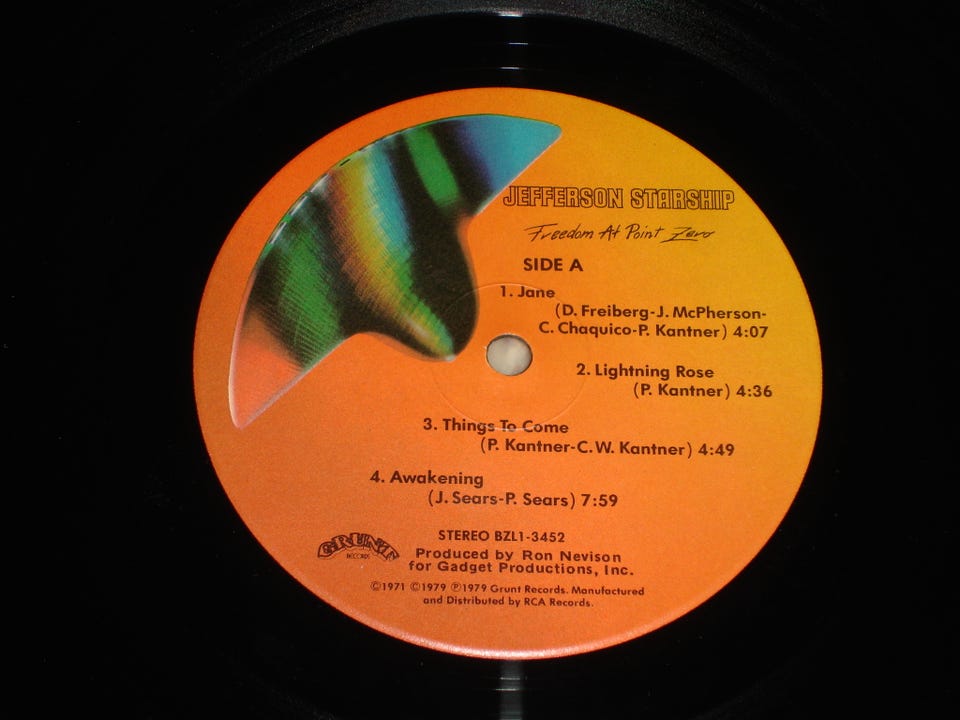 JEFFERSON STARSHIP
Freedom At Point Zero
SIDE A
1. Jane
(D. Freiberg-J. McPherson-
C. Chaquico-P. Kantner) 4:07
2. Lightning Rose
(P. Kantner) 4:36
3. Things To Come
(P. Kantner-C.W. Kantner) 4:49
4. Awakening
(J. Sears-P. Sears) 7:59
STEREO BZL1-3452
GRUNT
RECORDS
Produced by Ron Nevison
for Gadget Productions, Inc.
©1971 ©1979 ℗1979 Grunt Records. Manufactured
and Distributed by RCA Records.